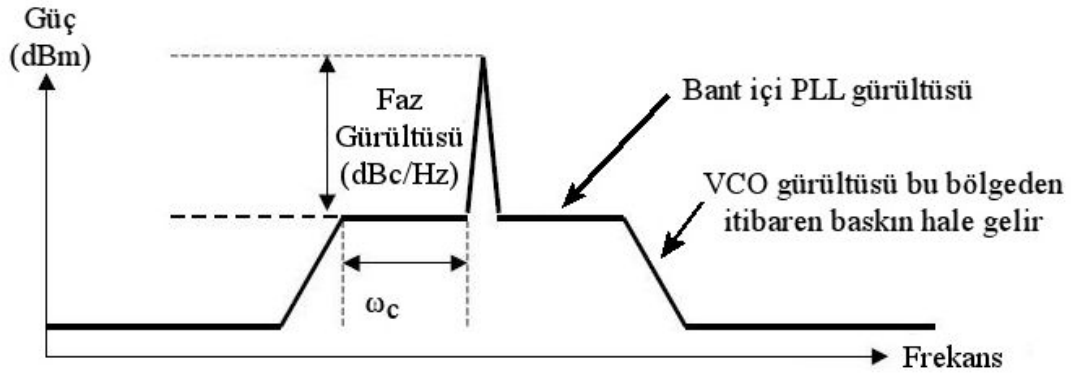 Güç
(dBm)
Faz
Gürültüsü
(dBc/Hz)
Bant içi PLL gürültüsü
VCO gürültüsü bu bölgeden
itibaren baskın hale gelir
ωc
Frekans